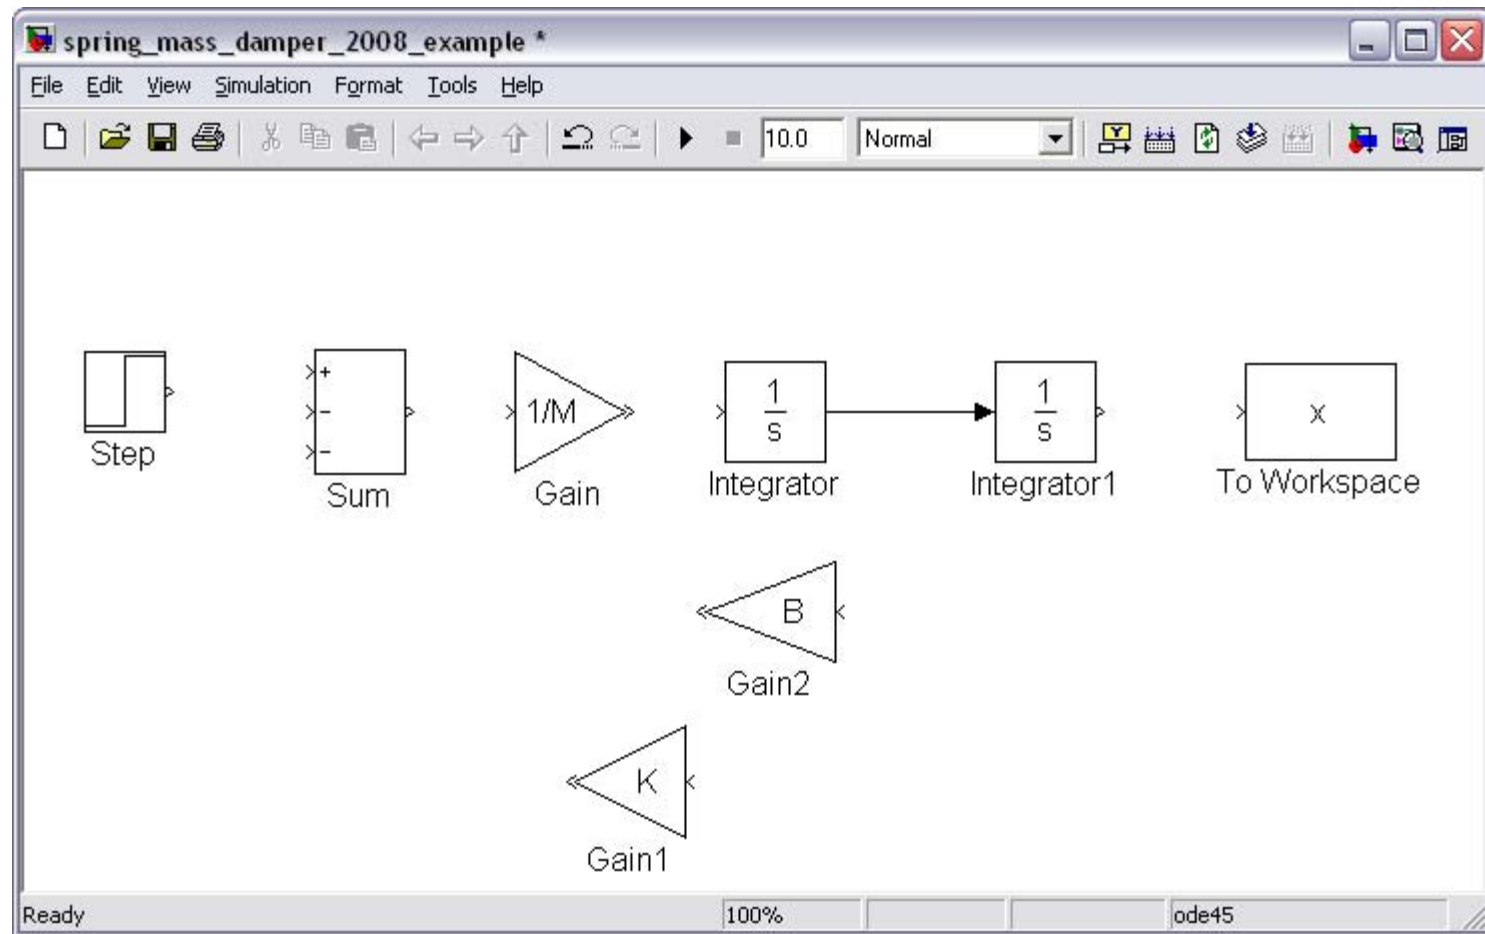 spring_mass_damper_2008_example *
File Edit View Simulation Format Tools Help
10.0 Normal
Step
+
-
-
Sum
1/M
Gain
1
s
Integrator
1
s
Integrator1
x
To Workspace
B
Gain2
K
Gain1
Ready 100% ode45